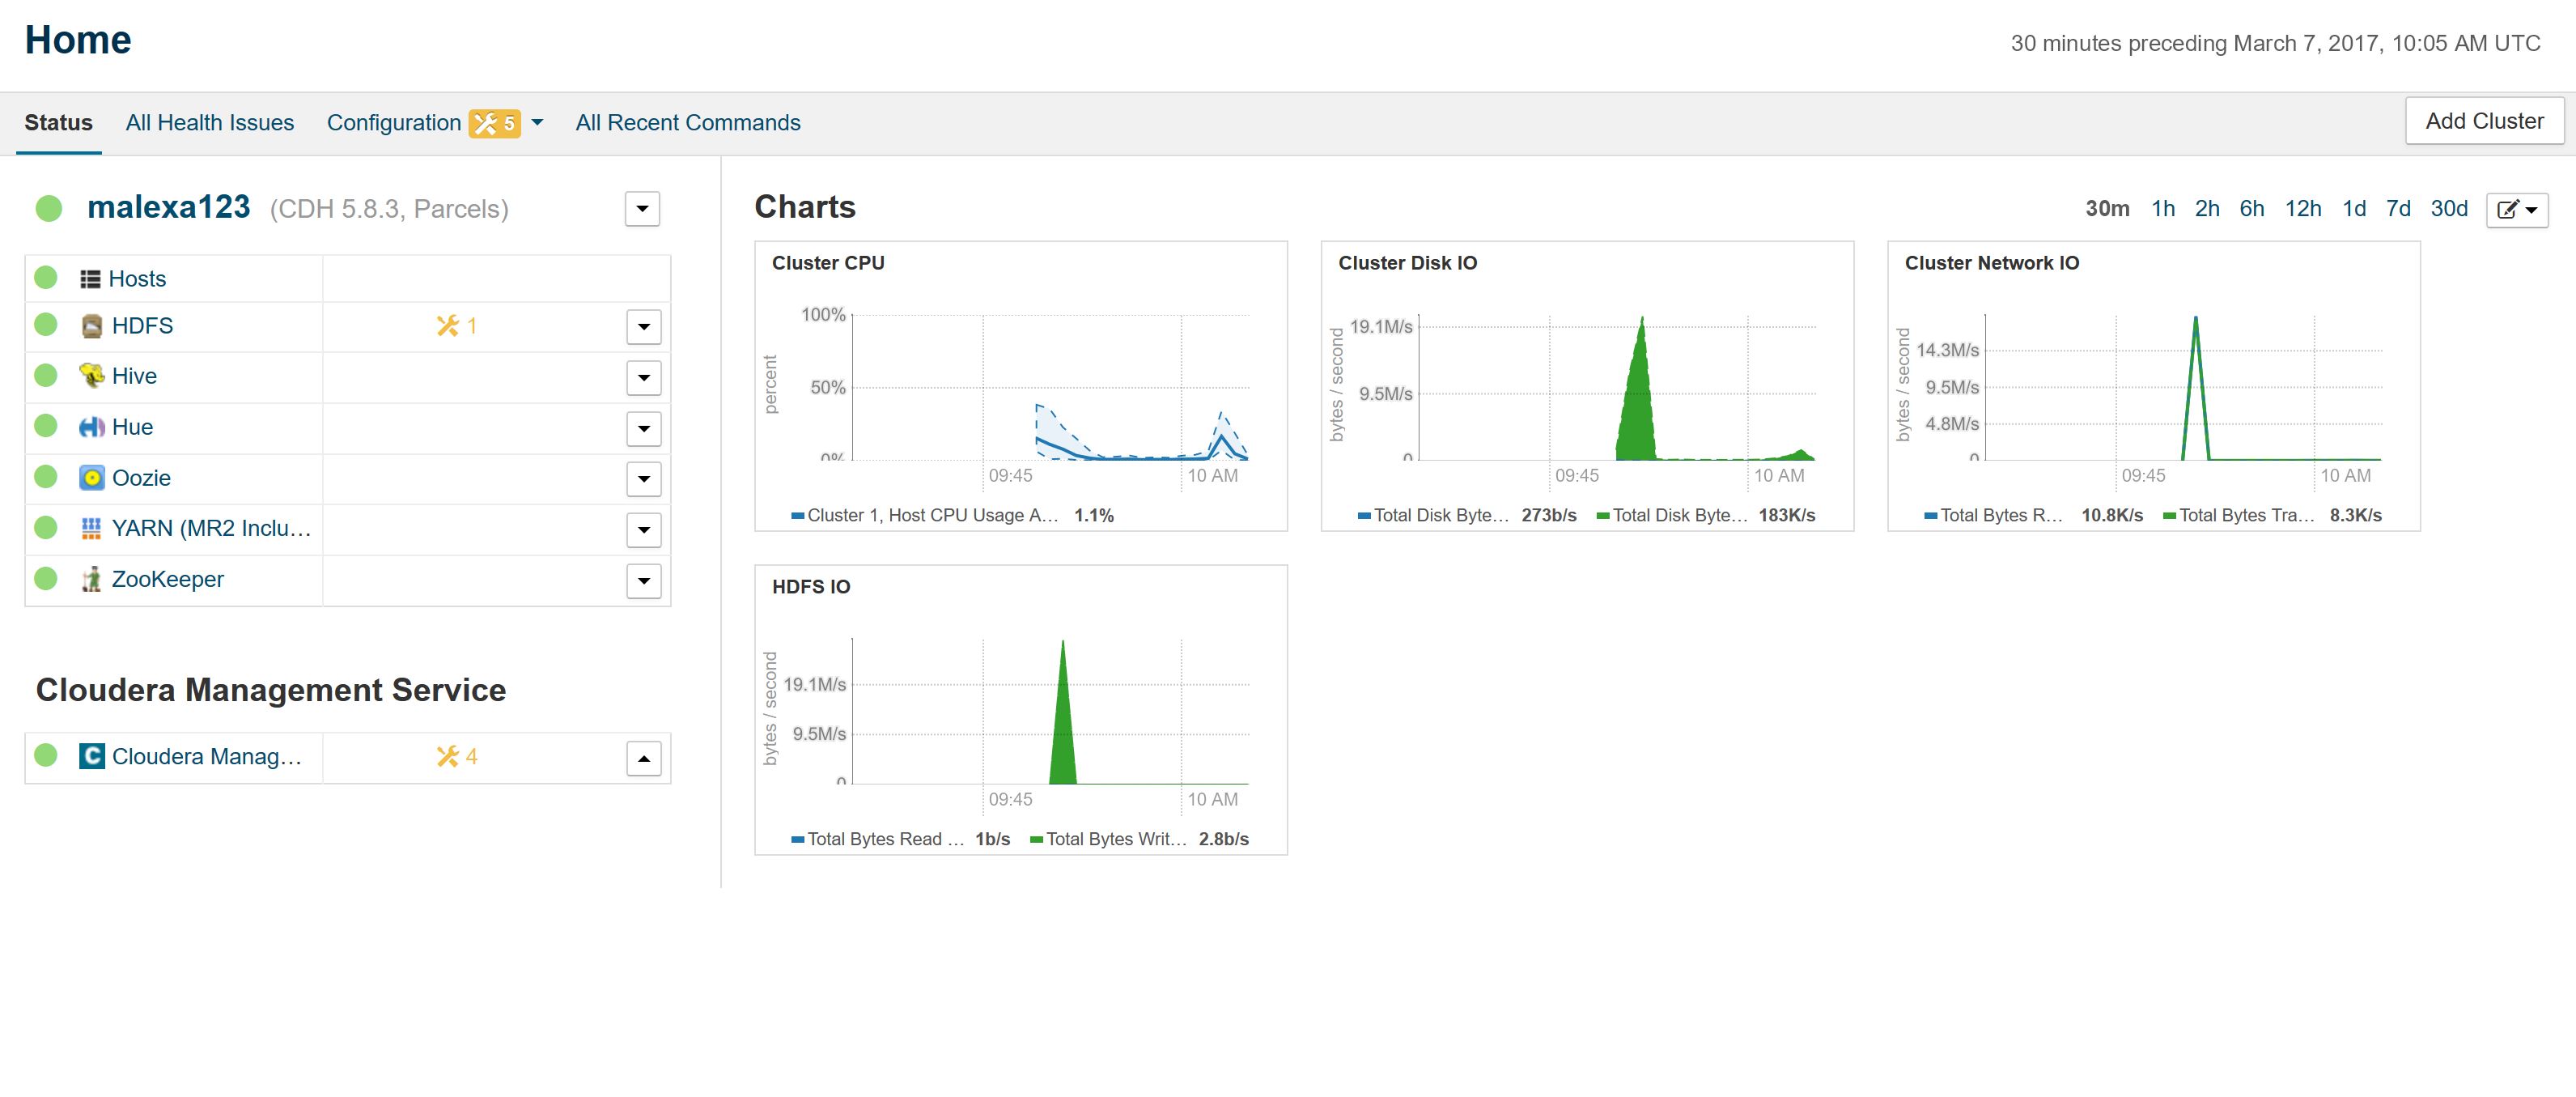 Home
30 minutes preceding March 7, 2017, 10:05 AM UTC
Status All Health Issues Configuration 5 All Recent Commands Add Cluster
malexa123 (CDH 5.8.3, Parcels)
Hosts
HDFS 1
Hive
Hue
Oozie
YARN (MR2 Inclu...
ZooKeeper
Cloudera Management Service
C Cloudera Manag... 4
Charts
30m 1h 2h 6h 12h 1d 7d 30d
Cluster CPU
percent
100%
50%
0%
09:45 10 AM
Cluster 1, Host CPU Usage A... 1.1%
Cluster Disk IO
bytes / second
19.1M/s
9.5M/s
0
09:45 10 AM
Total Disk Byte... 273b/s Total Disk Byte... 183K/s
Cluster Network IO
bytes / second
14.3M/s
9.5M/s
4.8M/s
0
09:45 10 AM
Total Bytes R... 10.8K/s Total Bytes Tra... 8.3K/s
HDFS IO
bytes / second
19.1M/s
9.5M/s
0
09:45 10 AM
Total Bytes Read ... 1b/s Total Bytes Writ... 2.8b/s